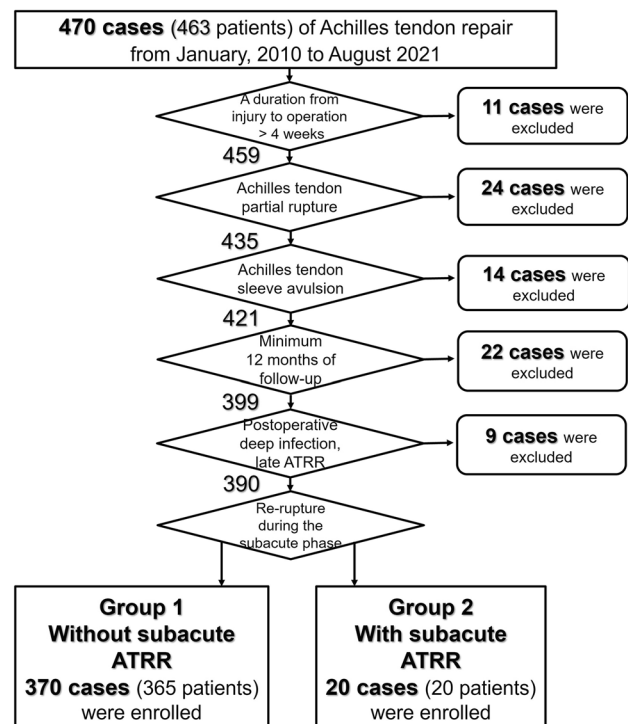 470 cases (463 patients) of Achilles tendon repair
from January, 2010 to August 2021
A duration from
injury to operation
> 4 weeks
11 cases were
excluded
459
Achilles tendon
partial rupture
24 cases were
excluded
435
Achilles tendon
sleeve avulsion
14 cases were
excluded
421
Minimum
12 months of
follow-up
22 cases were
excluded
399
Postoperative
deep infection,
late ATRR
9 cases were
excluded
390
Re-rupture
during the
subacute phase
Group 1
Without subacute
ATRR
370 cases (365 patients)
were enrolled
Group 2
With subacute
ATRR
20 cases (20 patients)
were enrolled